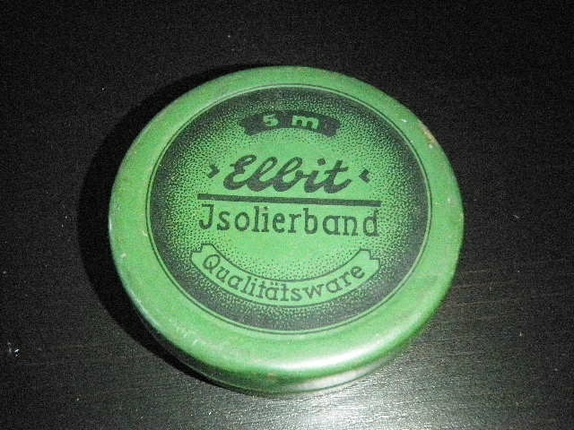 5 m
›Elbit‹
Jsolierband
Qualitätsware